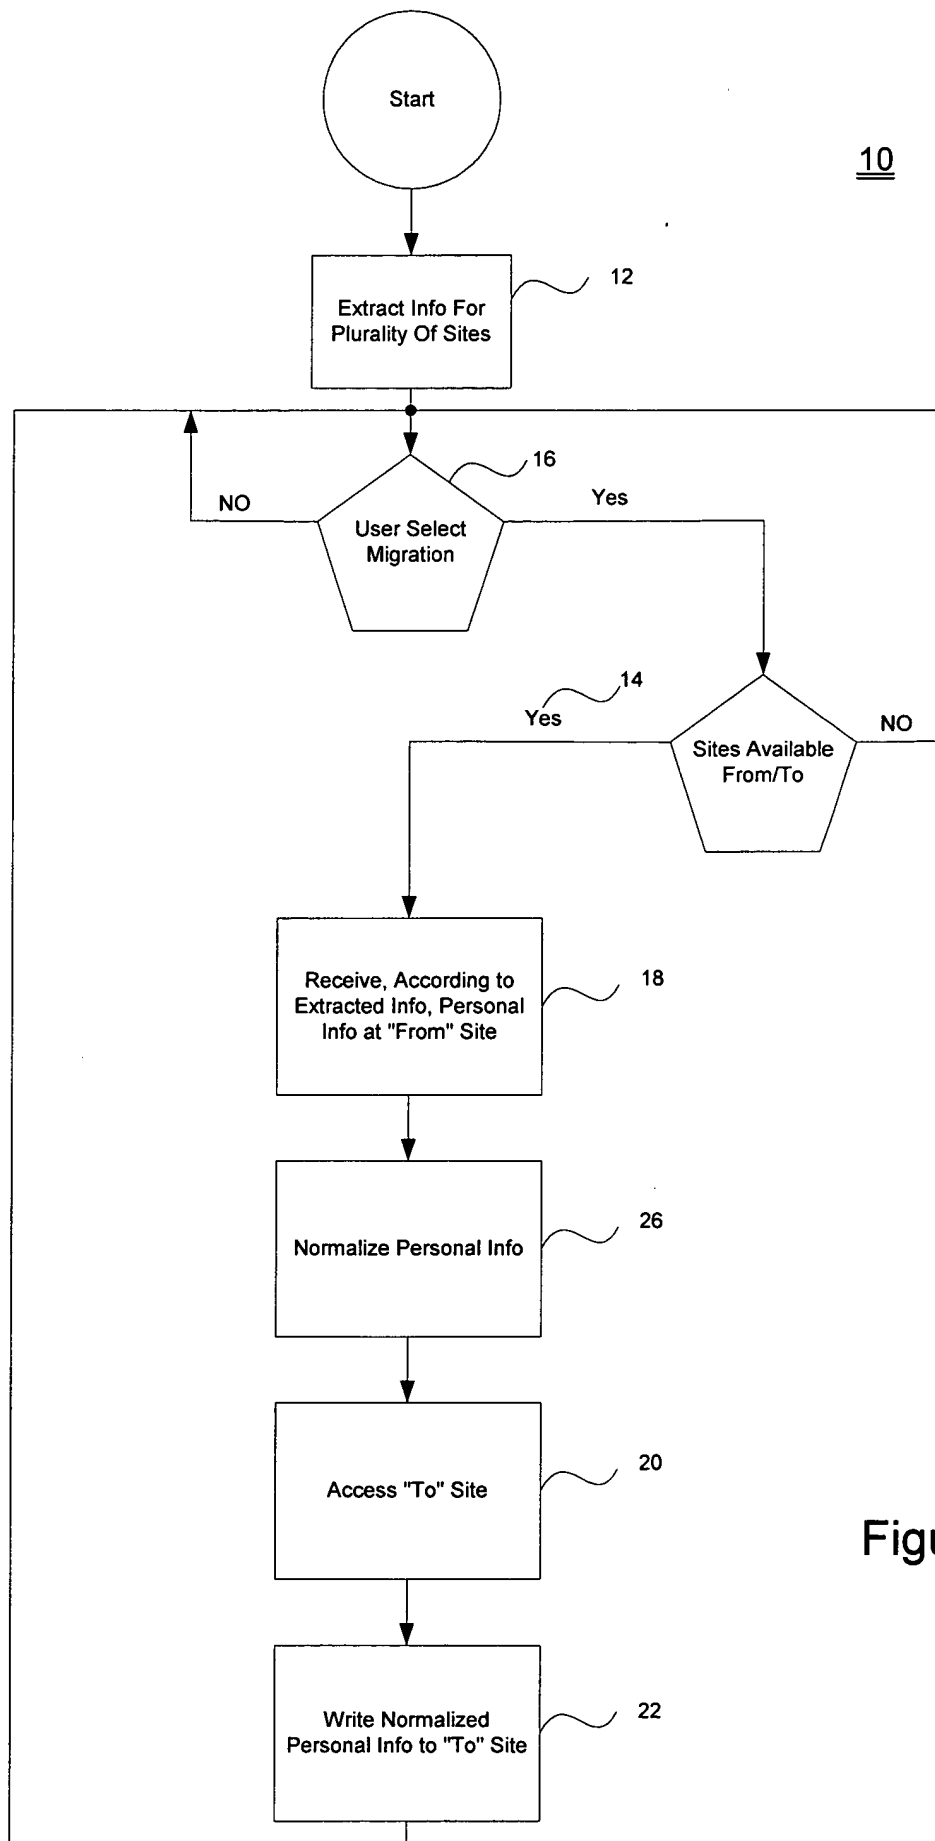 Start
10
12
Extract Info For
Plurality Of Sites
16
NO
Yes
User Select
Migration
14
Yes
NO
Sites Available
From/To
18
Receive, According to
Extracted Info, Personal
Info at "From" Site
26
Normalize Personal Info
20
Access "To" Site
Figu
22
Write Normalized
Personal Info to "To" Site